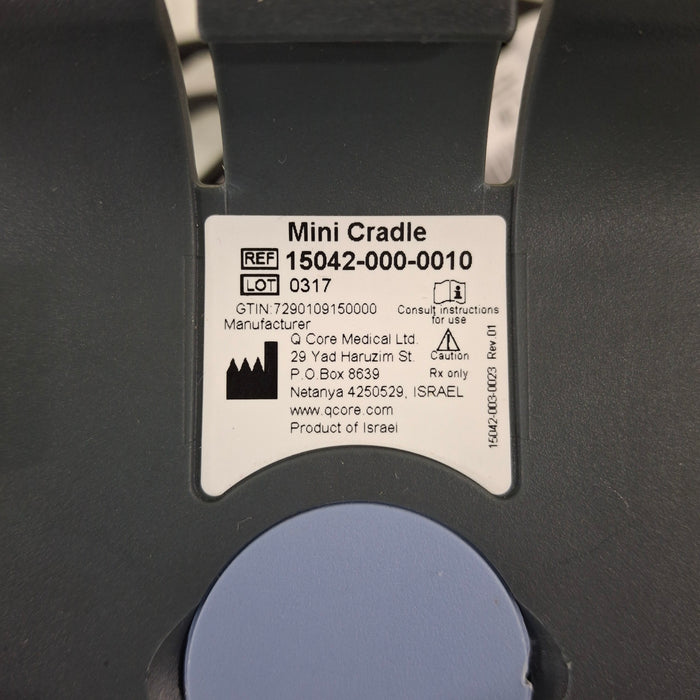 Mini Cradle
REF 15042-000-0010
LOT 0317
GTIN:7290109150000
Consult instructions
for use
Manufacturer
Q Core Medical Ltd.
29 Yad Haruzim St.
P.O Box 8639
Netanya 4250529, ISRAEL
www.qcore.com
Product of Israel
Caution
Rx only
15042-003-0023 Rev.01